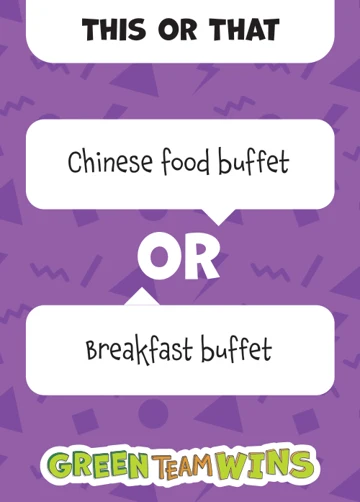 THIS OR THAT
Chinese food buffet
OR
Breakfast buffet
GREEN TEAM WINS